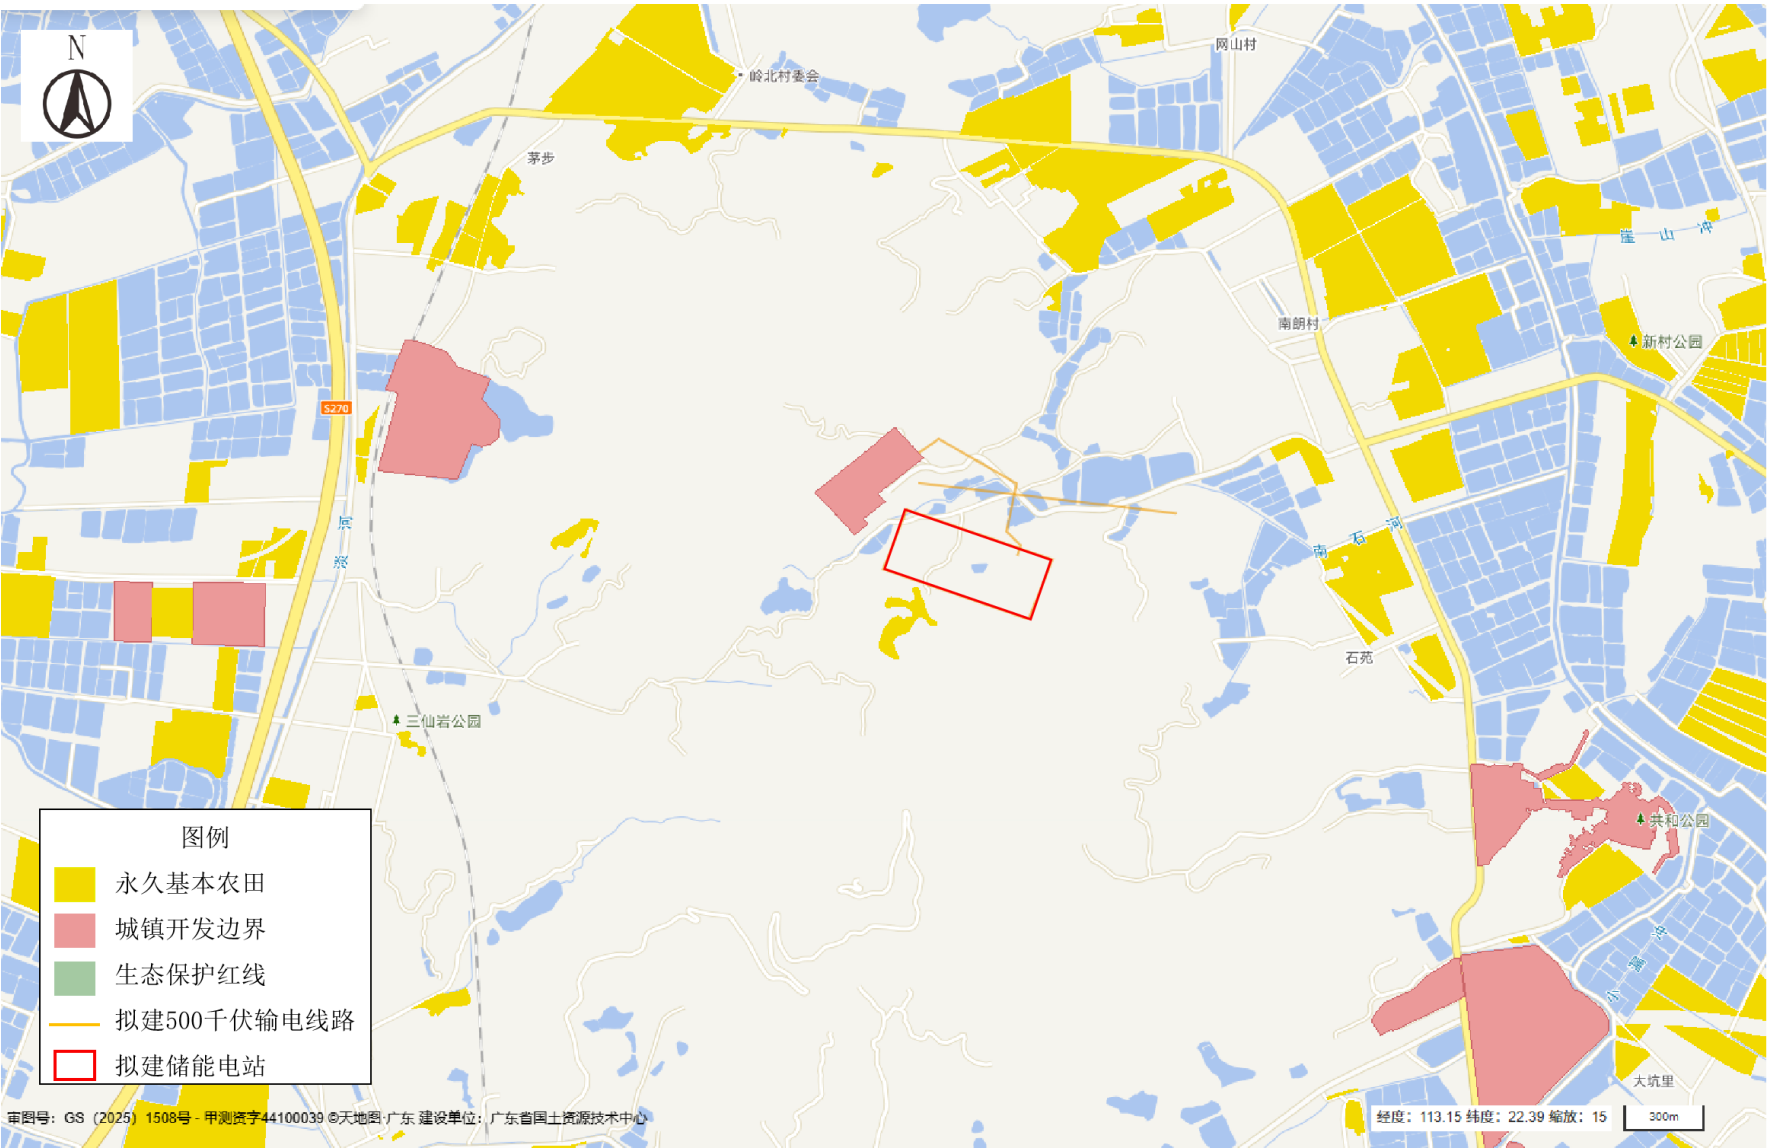 N
岭北村委会
网山村
茅步
崖山冲
南朗村
新村公园
S270
南石河
石苑
三仙岩公园
共和公园
大坑里
图例
永久基本农田
城镇开发边界
生态保护红线
拟建500千伏输电线路
拟建储能电站
审图号：GS（2025）1508号 - 甲测资字44100039 ©天地图·广东 建设单位：广东省国土资源技术中心
经度：113.15 纬度：22.39 缩放：15
300m